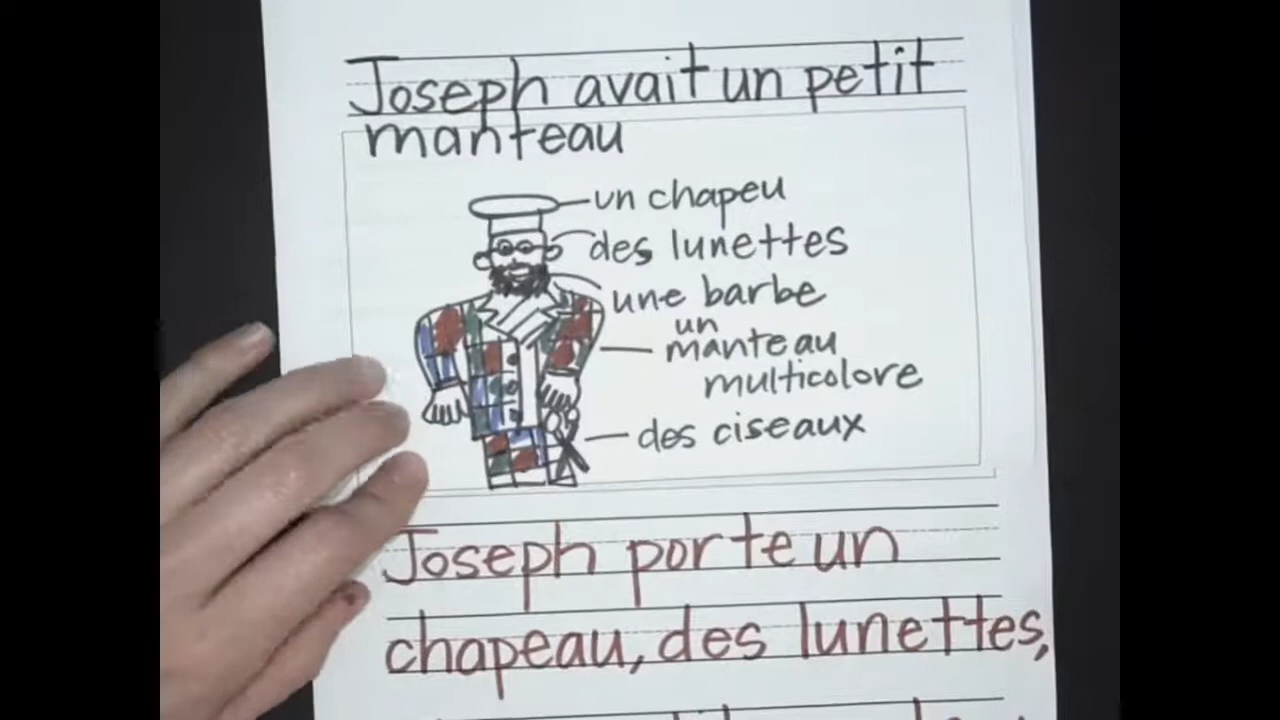 Joseph avait un petit
manteau
un chapeu
des lunettes
une barbe
un
manteau
multicolore
des ciseaux
Joseph porte un
chapeau, des lunettes,